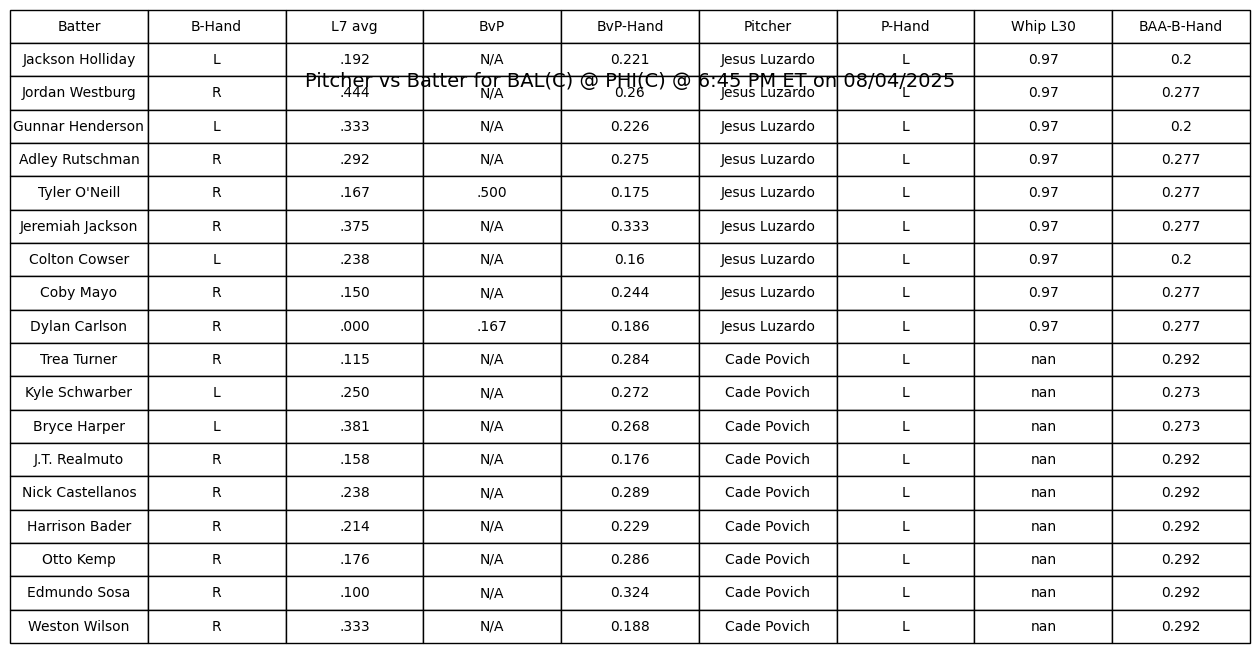 Batter B-Hand L7 avg BvP BvP-Hand Pitcher P-Hand Whip L30 BAA-B-Hand
Jackson Holliday L .192 N/A 0.221 Jesus Luzardo L 0.97 0.2
Pitcher vs Batter for BAL(C) @ PHI(C) @ 6:45 PM ET on 08/04/2025
Jordan Westburg R .444 N/A 0.26 Jesus Luzardo L 0.97 0.277
Gunnar Henderson L .333 N/A 0.226 Jesus Luzardo L 0.97 0.2
Adley Rutschman R .292 N/A 0.275 Jesus Luzardo L 0.97 0.277
Tyler O'Neill R .167 .500 0.175 Jesus Luzardo L 0.97 0.277
Jeremiah Jackson R .375 N/A 0.333 Jesus Luzardo L 0.97 0.277
Colton Cowser L .238 N/A 0.16 Jesus Luzardo L 0.97 0.2
Coby Mayo R .150 N/A 0.244 Jesus Luzardo L 0.97 0.277
Dylan Carlson R .000 .167 0.186 Jesus Luzardo L 0.97 0.277
Trea Turner R .115 N/A 0.284 Cade Povich L nan 0.292
Kyle Schwarber L .250 N/A 0.272 Cade Povich L nan 0.273
Bryce Harper L .381 N/A 0.268 Cade Povich L nan 0.273
J.T. Realmuto R .158 N/A 0.176 Cade Povich L nan 0.292
Nick Castellanos R .238 N/A 0.289 Cade Povich L nan 0.292
Harrison Bader R .214 N/A 0.229 Cade Povich L nan 0.292
Otto Kemp R .176 N/A 0.286 Cade Povich L nan 0.292
Edmundo Sosa R .100 N/A 0.324 Cade Povich L nan 0.292
Weston Wilson R .333 N/A 0.188 Cade Povich L nan 0.292